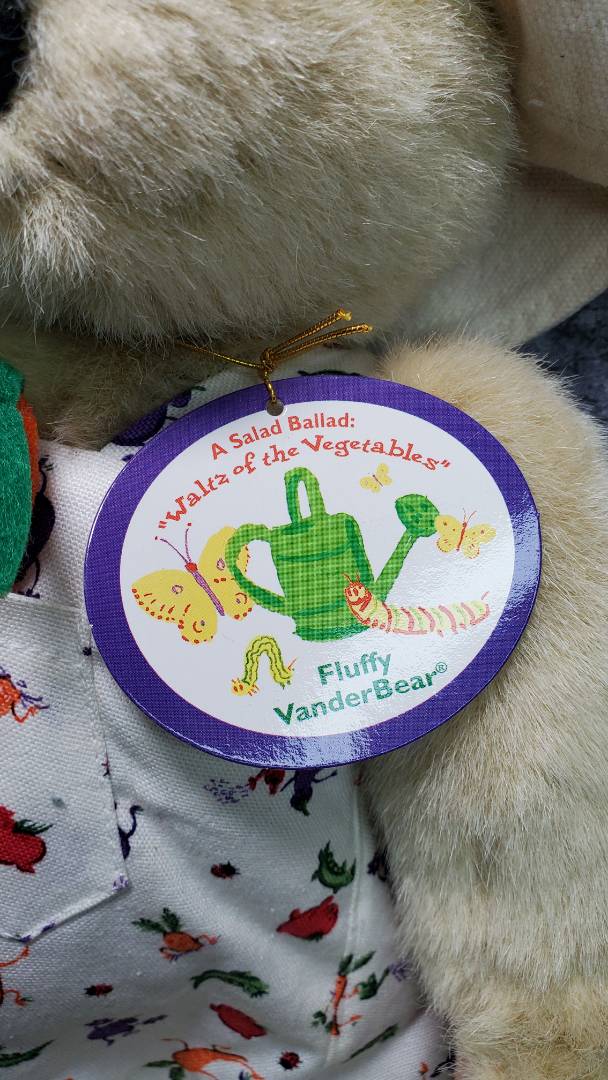 A Salad Ballad:
"Waltz of the Vegetables"
Fluffy
VanderBear®